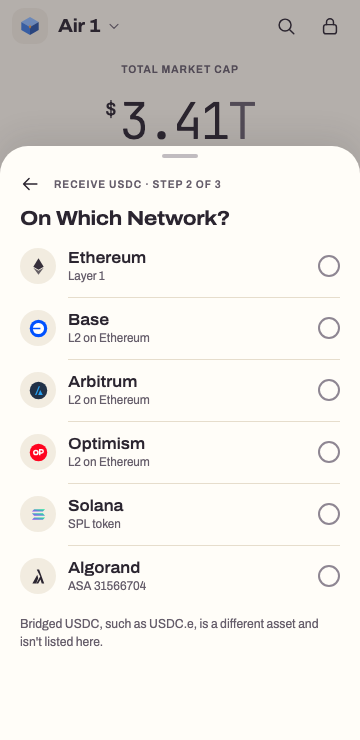 Air 1
TOTAL MARKET CAP
$3.41T
RECEIVE USDC · STEP 2 OF 3
On Which Network?
Ethereum
Layer 1
Base
L2 on Ethereum
Arbitrum
L2 on Ethereum
OP
Optimism
L2 on Ethereum
Solana
SPL token
Algorand
ASA 31566704
Bridged USDC, such as USDC.e, is a different asset and
isn't listed here.